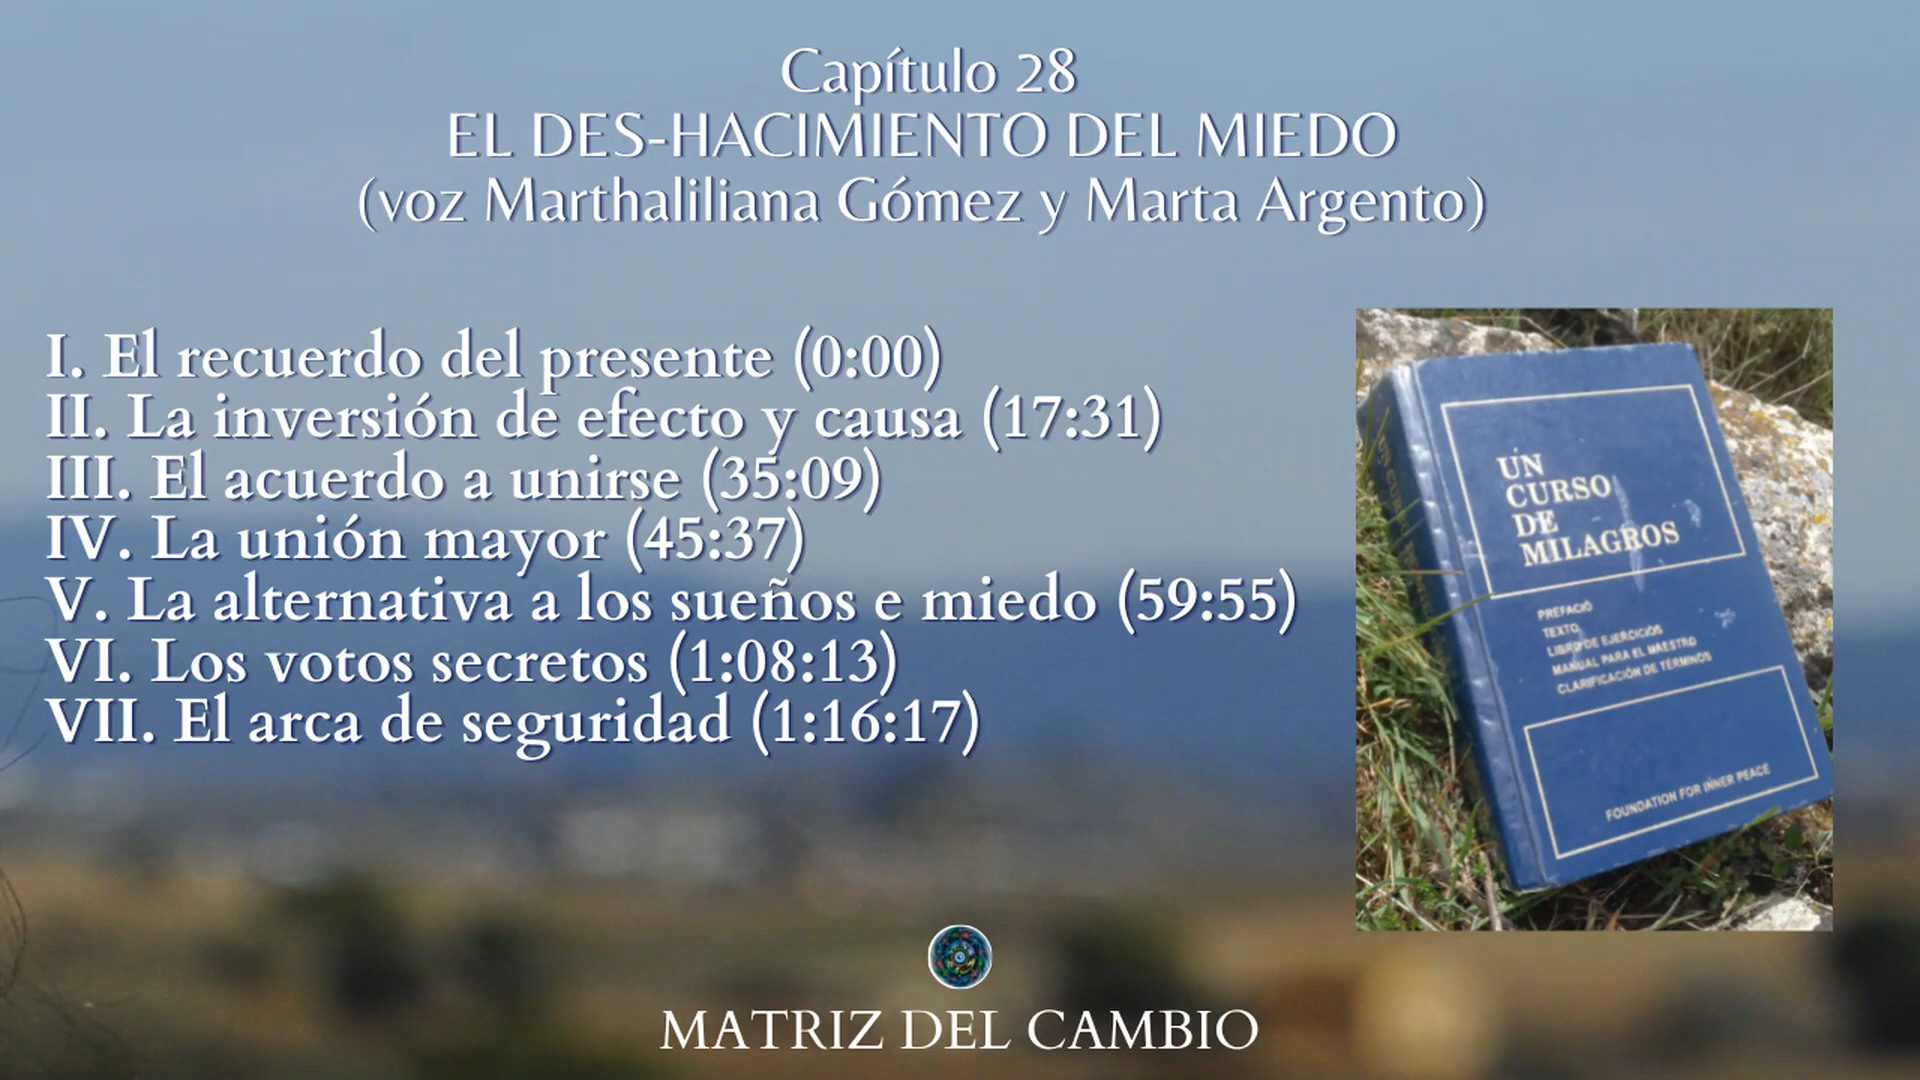 Capítulo 28
EL DES-HACIMIENTO DEL MIEDO
(voz Marthaliliana Gómez y Marta Argento)
I. El recuerdo del presente (0:00)
II. La inversión de efecto y causa (17:31)
III. El acuerdo a unirse (35:09)
IV. La unión mayor (45:37)
V. La alternativa a los sueños e miedo (59:55)
VI. Los votos secretos (1:08:13)
VII. El arca de seguridad (1:16:17)
UN
CURSO
DE
MILAGROS
PREFACIO
TEXTO
LIBRO DE EJERCICIOS
MANUAL PARA EL MAESTRO
CLARIFICACIÓN DE TÉRMINOS
FOUNDATION FOR INNER PEACE
MATRIZ DEL CAMBIO